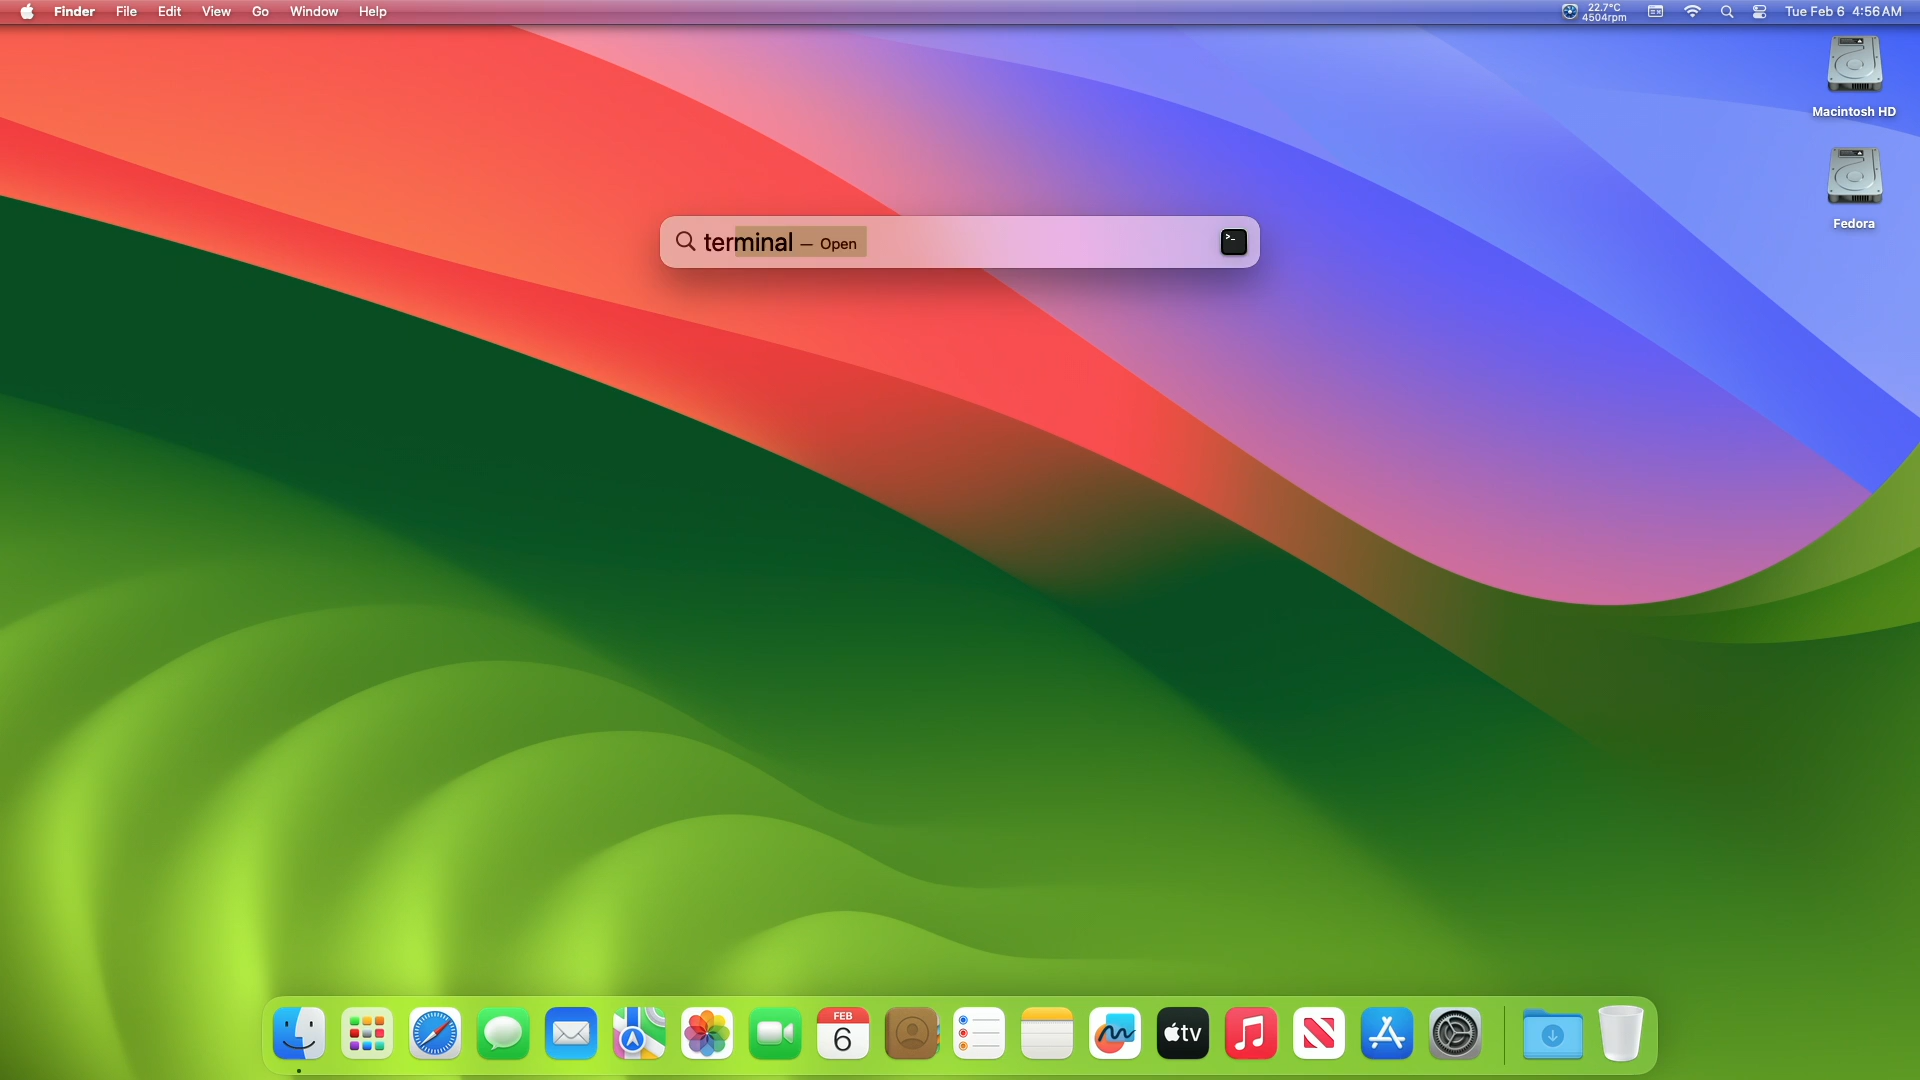 Finder File Edit View Go Window Help
22.7°C
4504rpm
Tue Feb 6 4:56 AM
Macintosh HD
Fedora
terminal — Open
FEB
6
tv